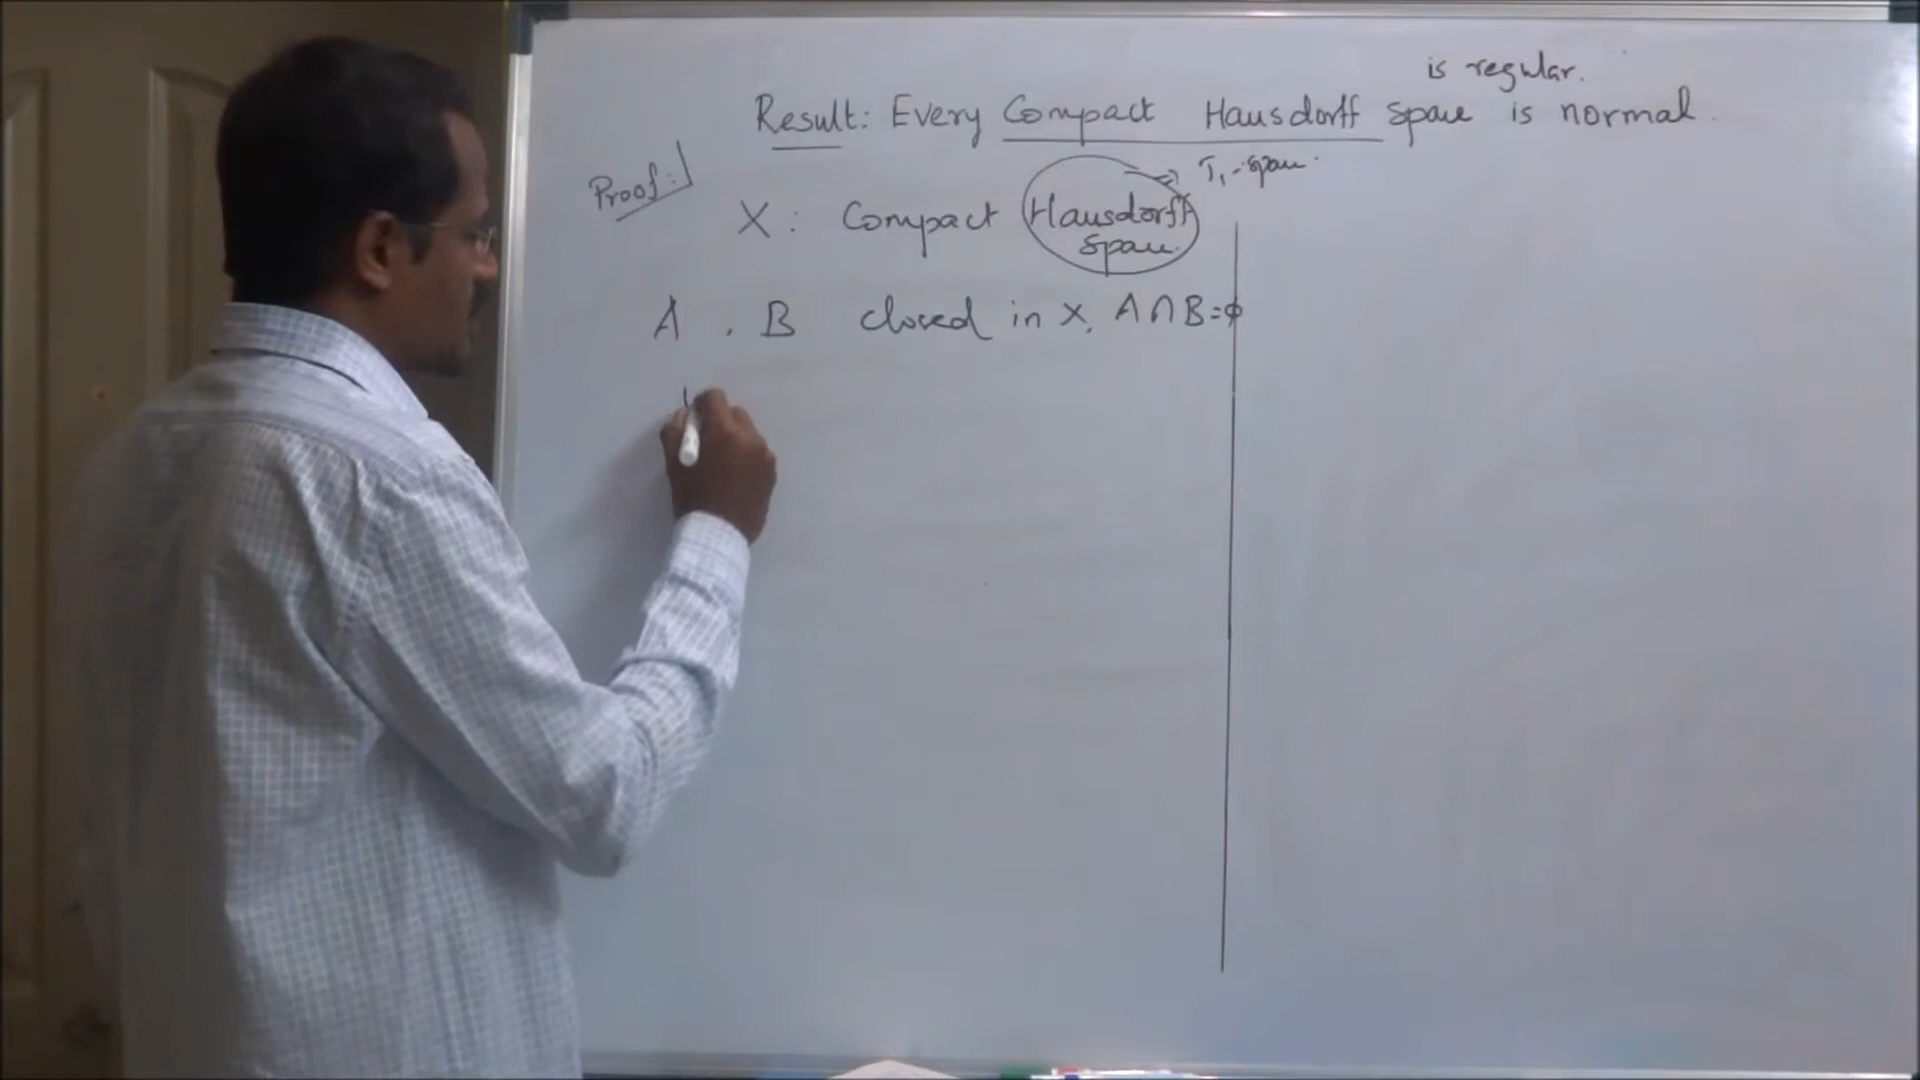 is regular.
Result: Every Compact Hausdorff space is normal.
Proof:
⇒ T₁-space.
X: Compact Hausdorff
space.
A , B closed in X, A∩B=ϕ